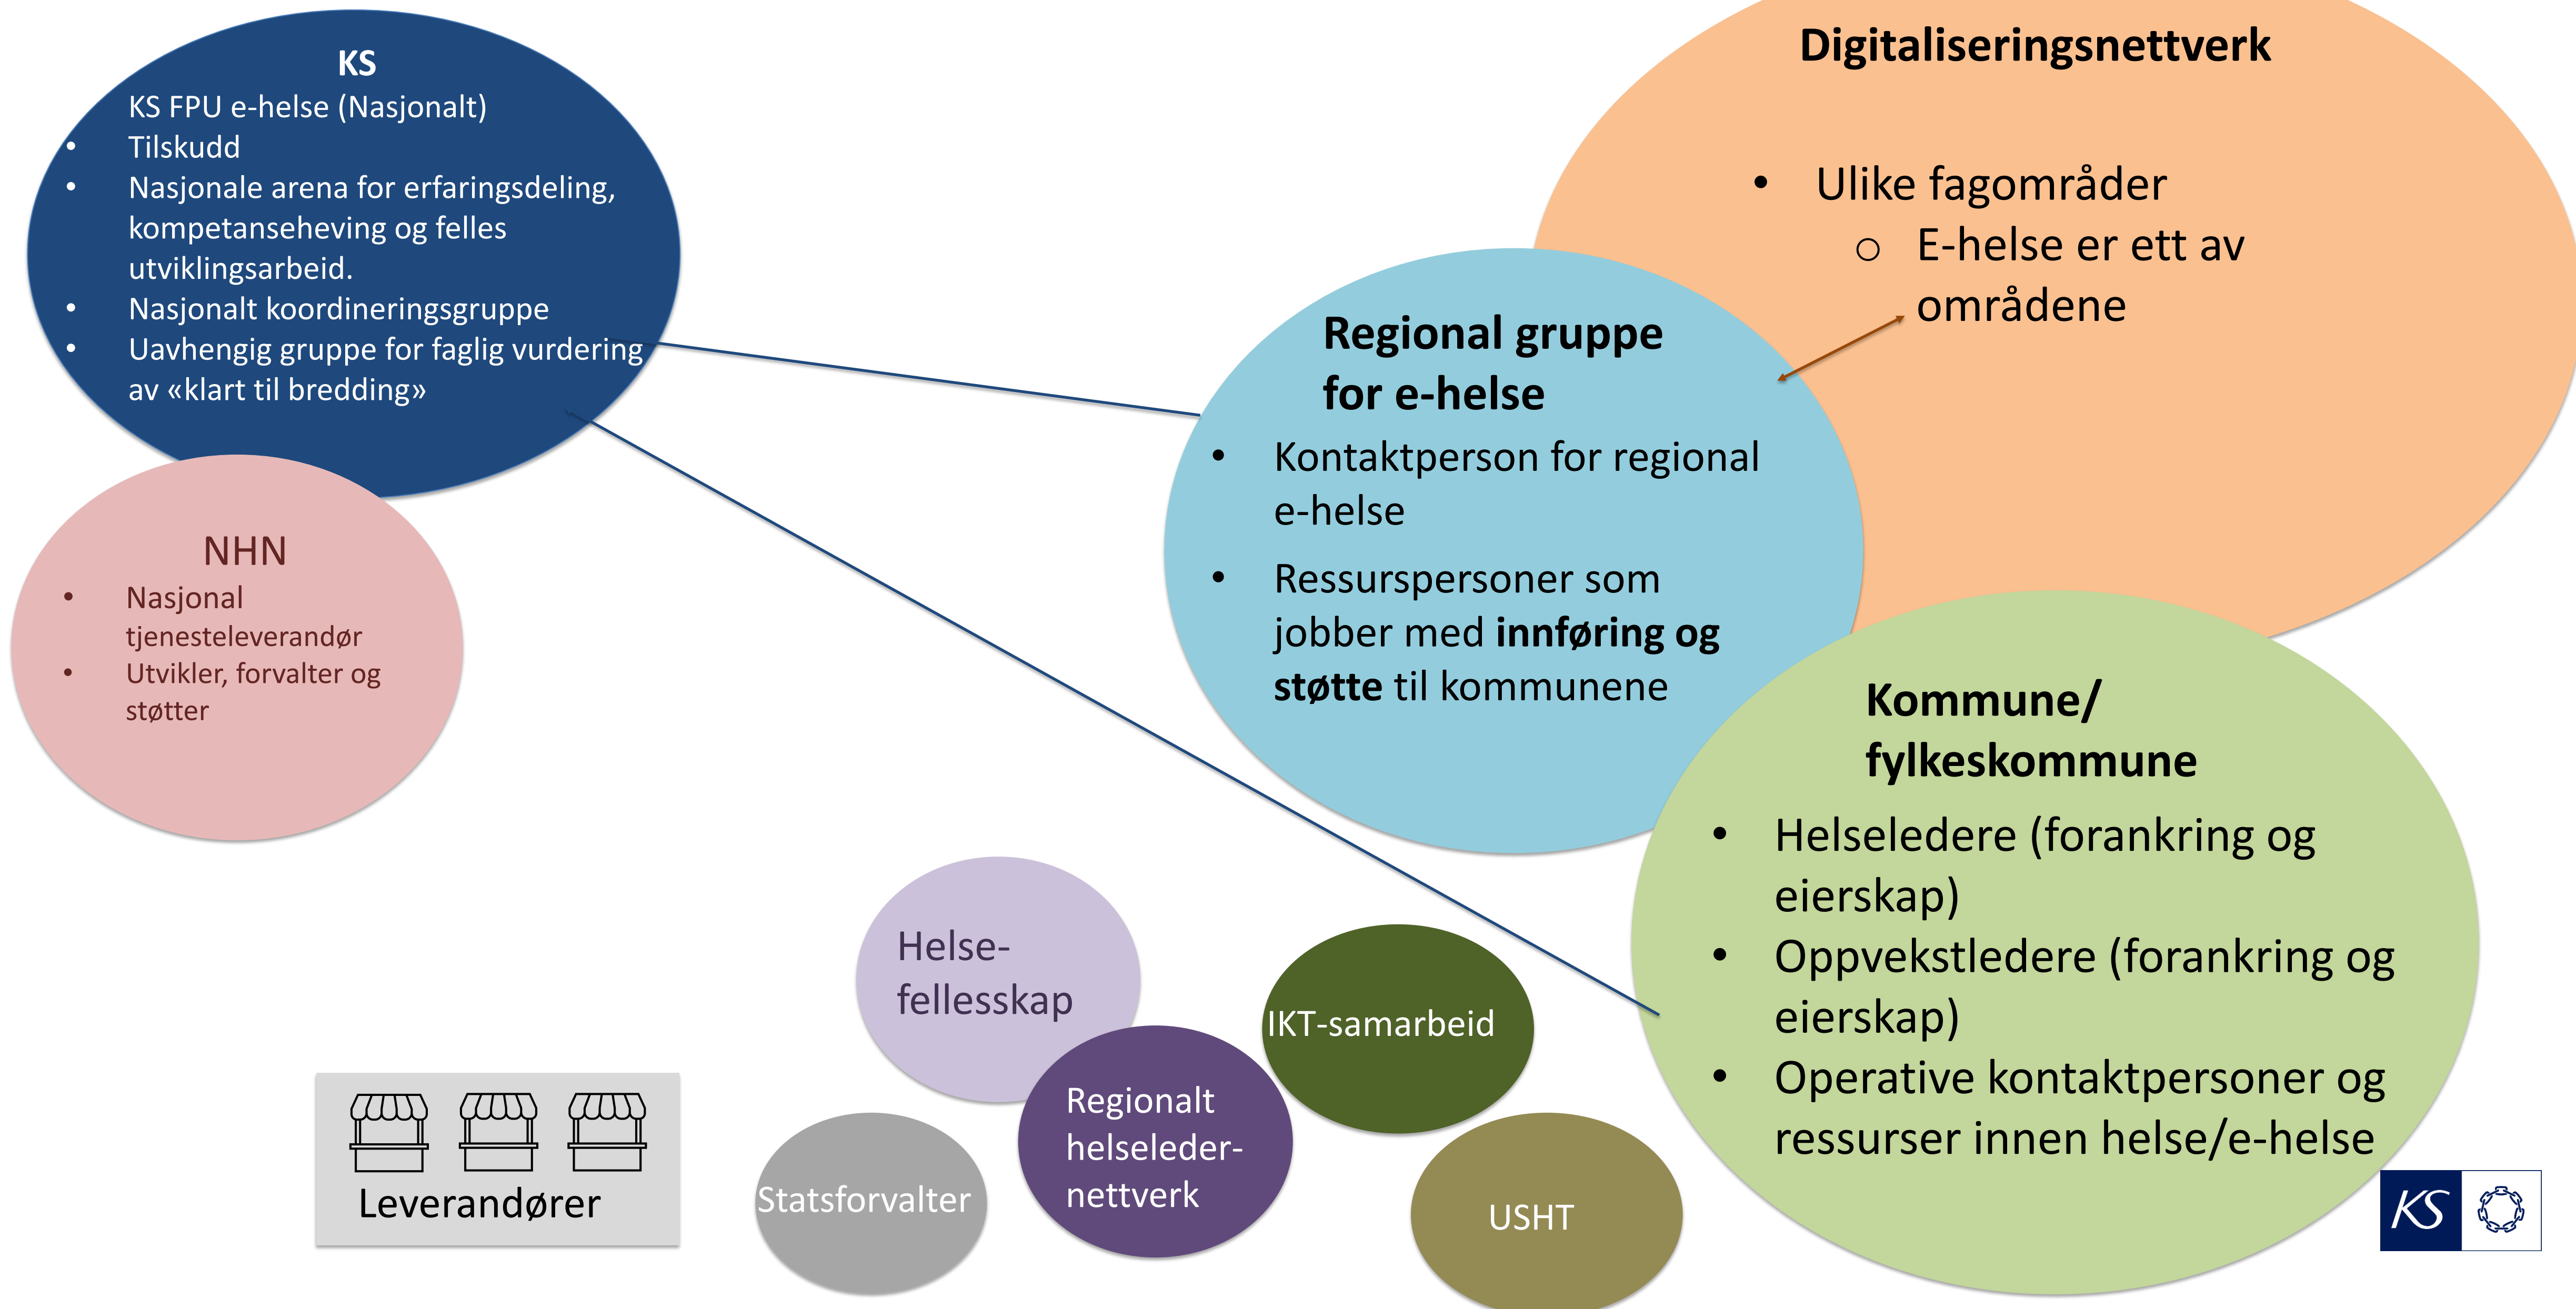 KS
KS FPU e-helse (Nasjonalt)
• Tilskudd
• Nasjonale arena for erfaringsdeling,
kompetanseheving og felles
utviklingsarbeid.
• Nasjonalt koordineringsgruppe
• Uavhengig gruppe for faglig vurdering
av «klart til bredding»
NHN
• Nasjonal
tjenesteleverandør
• Utvikler, forvalter og
støtter
Digitaliseringsnettverk
• Ulike fagområder
o E-helse er ett av
områdene
Regional gruppe
for e-helse
• Kontaktperson for regional
e-helse
• Ressurspersoner som
jobber med innføring og
støtte til kommunene
Kommune/
fylkeskommune
• Helseledere (forankring og
eierskap)
• Oppvekstledere (forankring og
eierskap)
• Operative kontaktpersoner og
ressurser innen helse/e-helse
Helse-
fellesskap
IKT-samarbeid
Regionalt
helseleder-
nettverk
Statsforvalter
USHT
Leverandører
KS